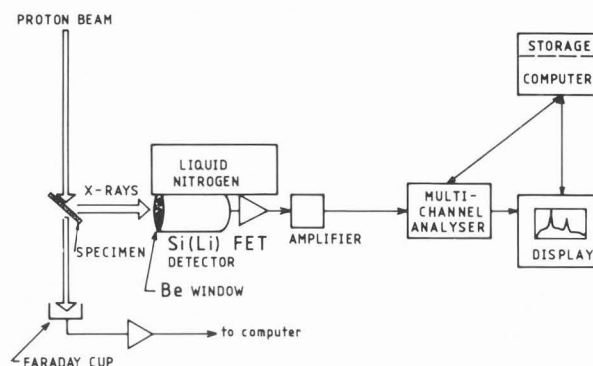 PROTON BEAM
STORAGE
COMPUTER
LIQUID
NITROGEN
X-RAYS
MULTI-
CHANNEL
ANALYSER
SPECIMEN
Si(Li) FET
DETECTOR
AMPLIFIER
DISPLAY
Be WINDOW
to computer
FARADAY CUP